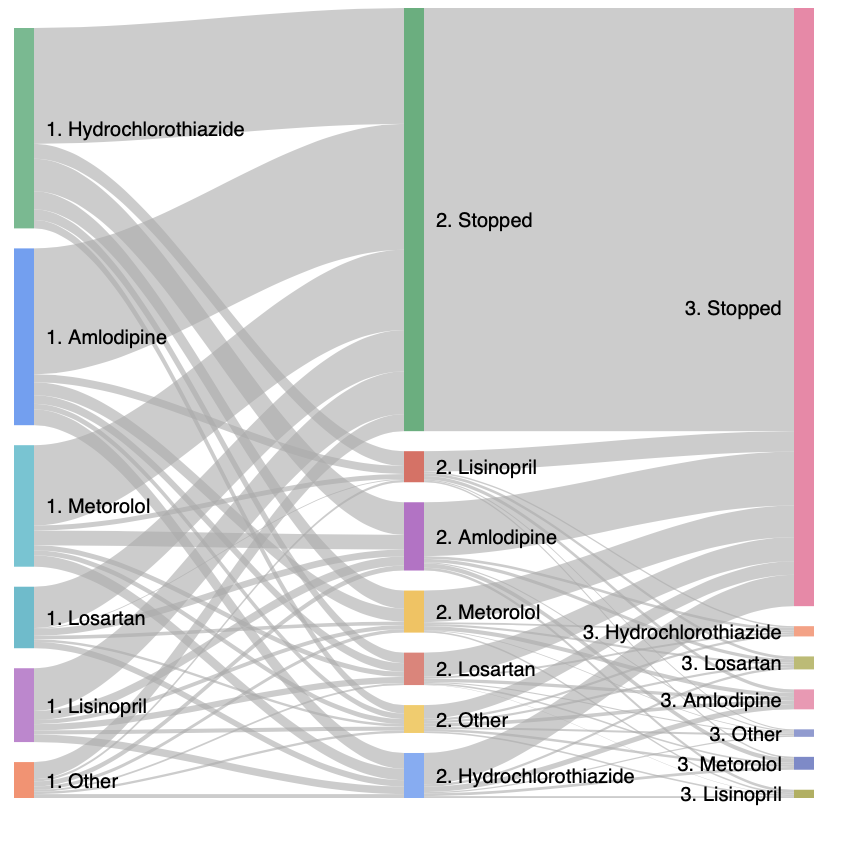 1. Hydrochlorothiazide
1. Amlodipine
1. Metorolol
1. Losartan
1. Lisinopril
1. Other
2. Stopped
2. Lisinopril
2. Amlodipine
2. Metorolol
2. Losartan
2. Other
2. Hydrochlorothiazide
3. Stopped
3. Hydrochlorothiazide
3. Losartan
3. Amlodipine
3. Other
3. Metorolol
3. Lisinopril